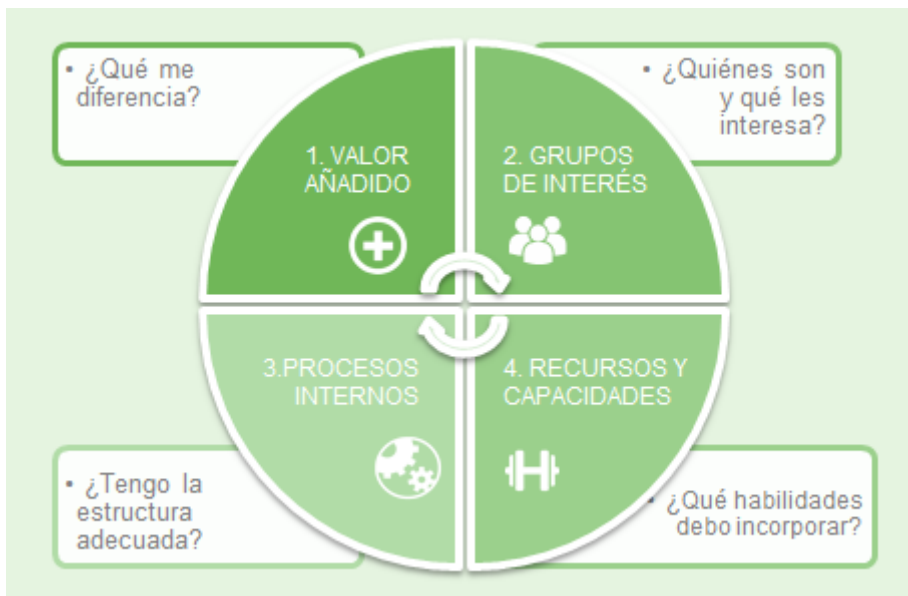 • ¿Qué me
diferencia?
1. VALOR
AÑADIDO
• ¿Quiénes son
y qué les
interesa?
2. GRUPOS
DE INTERÉS
3.PROCESOS
INTERNOS
• ¿Tengo la
estructura
adecuada?
4. RECURSOS Y
CAPACIDADES
• ¿Qué habilidades
debo incorporar?